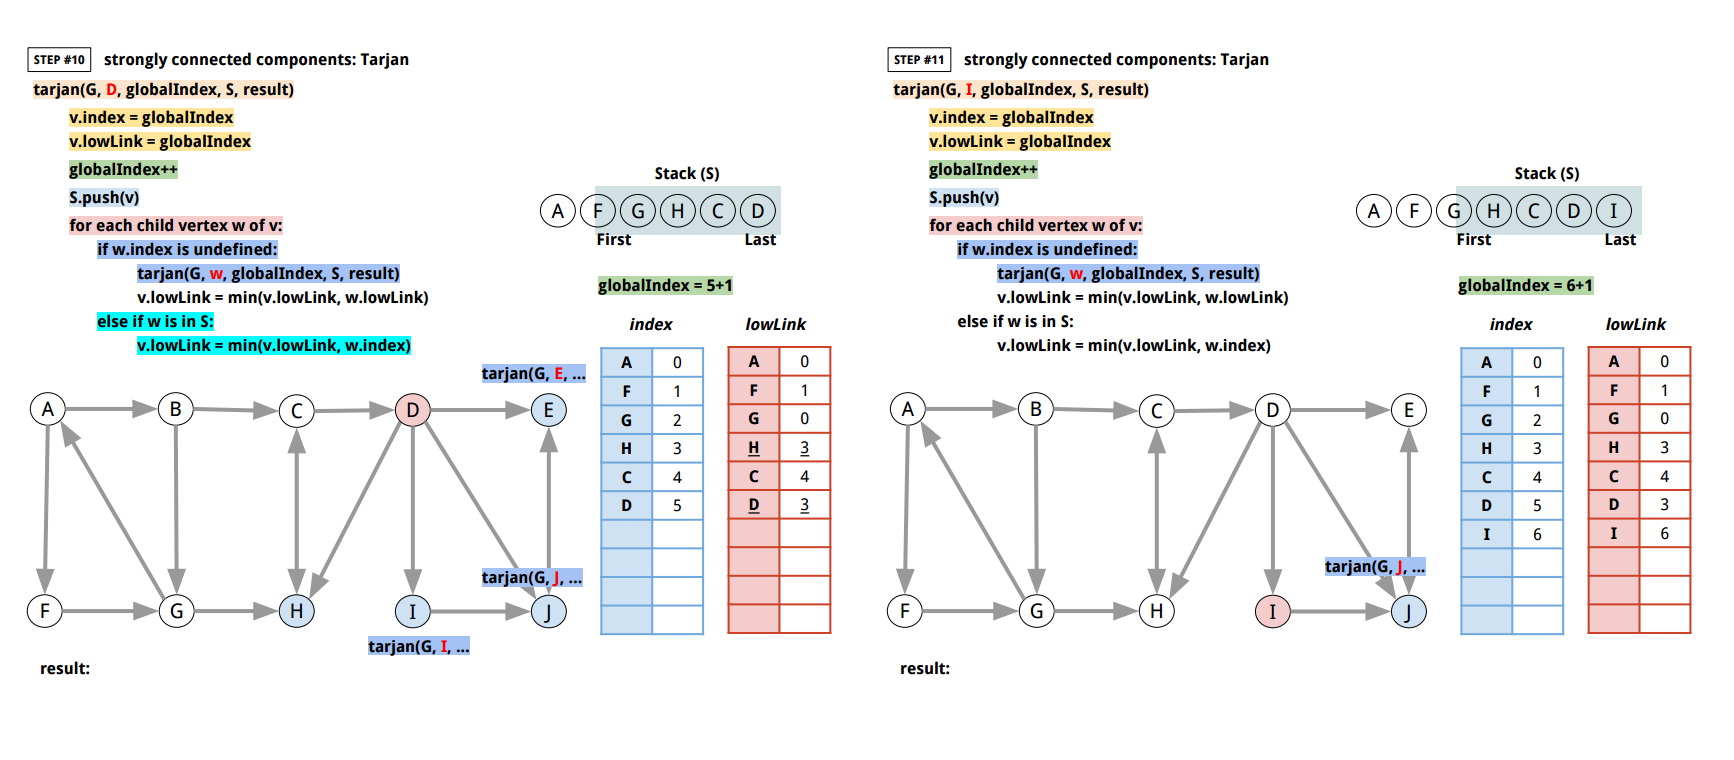 STEP #10 strongly connected components: Tarjan
tarjan(G, D, globalIndex, S, result)
v.index = globalIndex
v.lowLink = globalIndex
globalIndex++
S.push(v)
for each child vertex w of v:
if w.index is undefined:
tarjan(G, w, globalIndex, S, result)
v.lowLink = min(v.lowLink, w.lowLink)
else if w is in S:
v.lowLink = min(v.lowLink, w.index)
Stack (S)
A F G H C D
First Last
globalIndex = 5+1
index lowLink
A 0 A 0
F 1 F 1
G 2 G 0
H 3 H 3
C 4 C 4
D 5 D 3
tarjan(G, E, ...
A B C D E
tarjan(G, J, ...
F G H I J
tarjan(G, I, ...
result:
STEP #11 strongly connected components: Tarjan
tarjan(G, I, globalIndex, S, result)
v.index = globalIndex
v.lowLink = globalIndex
globalIndex++
S.push(v)
for each child vertex w of v:
if w.index is undefined:
tarjan(G, w, globalIndex, S, result)
v.lowLink = min(v.lowLink, w.lowLink)
else if w is in S:
v.lowLink = min(v.lowLink, w.index)
Stack (S)
A F G H C D I
First Last
globalIndex = 6+1
index lowLink
A 0 A 0
F 1 F 1
G 2 G 0
H 3 H 3
C 4 C 4
D 5 D 3
I 6 I 6
A B C D E
tarjan(G, J, ...
F G H I J
result: